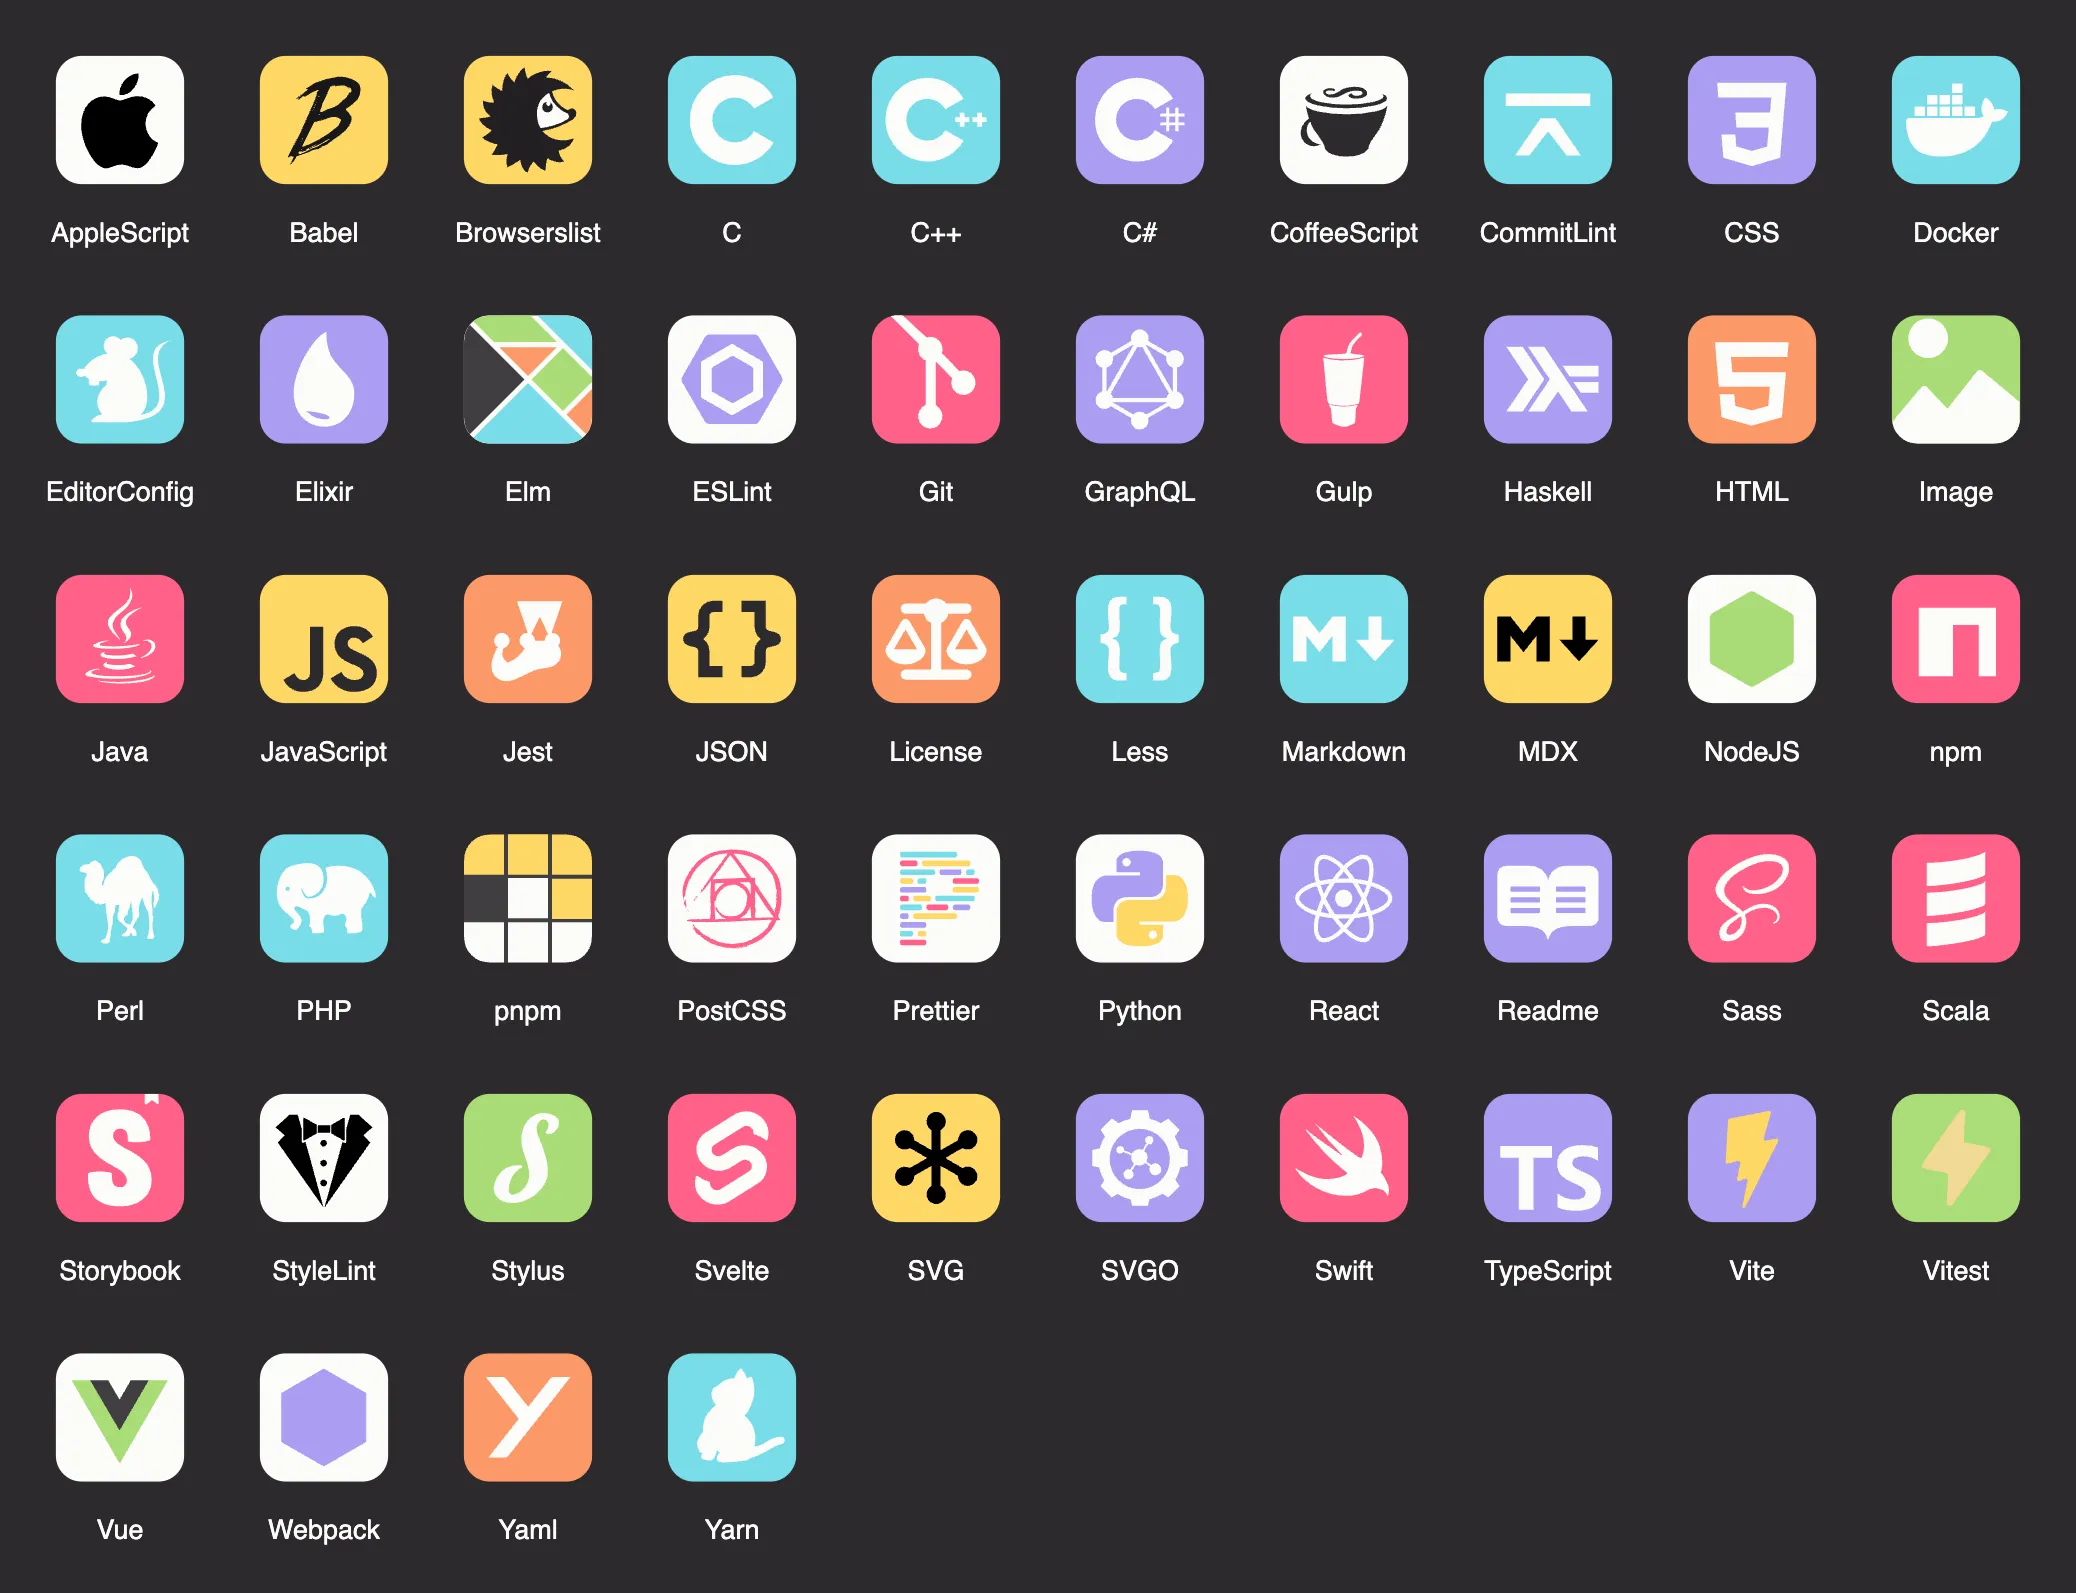 AppleScript
Babel
Browserslist
C
C++
C#
CoffeeScript
CommitLint
CSS
Docker
EditorConfig
Elixir
Elm
ESLint
Git
GraphQL
Gulp
Haskell
HTML
Image
JS
M
M
Java
JavaScript
Jest
JSON
License
Less
Markdown
MDX
NodeJS
npm
Perl
PHP
pnpm
PostCSS
Prettier
Python
React
Readme
Sass
Scala
TS
Storybook
StyleLint
Stylus
Svelte
SVG
SVGO
Swift
TypeScript
Vite
Vitest
Vue
Webpack
Yaml
Yarn